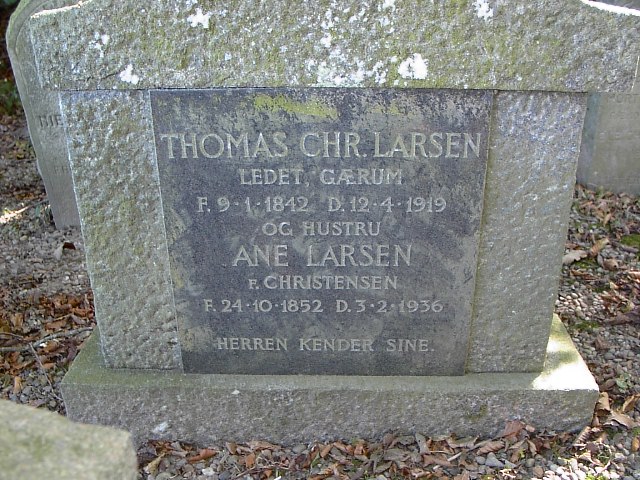 THOMAS CHR. LARSEN
LEDET, GÆRUM
F. 9·1·1842 D. 12·4·1919
OG HUSTRU
ANE LARSEN
F. CHRISTENSEN
F. 24·10·1852 D. 3·2·1936
HERREN KENDER SINE.